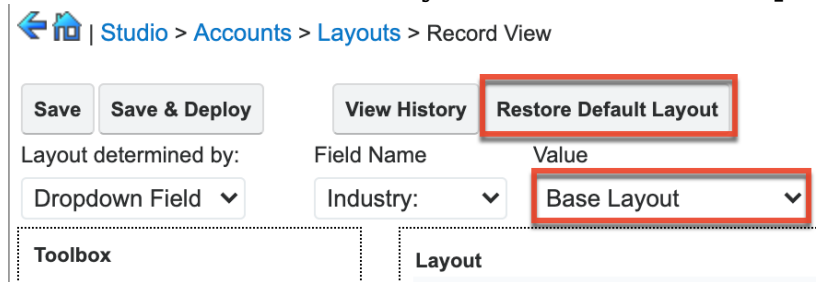 | Studio > Accounts > Layouts > Record View
Save Save & Deploy View History Restore Default Layout
Layout determined by: Field Name Value
Dropdown Field Industry: Base Layout
Toolbox Layout